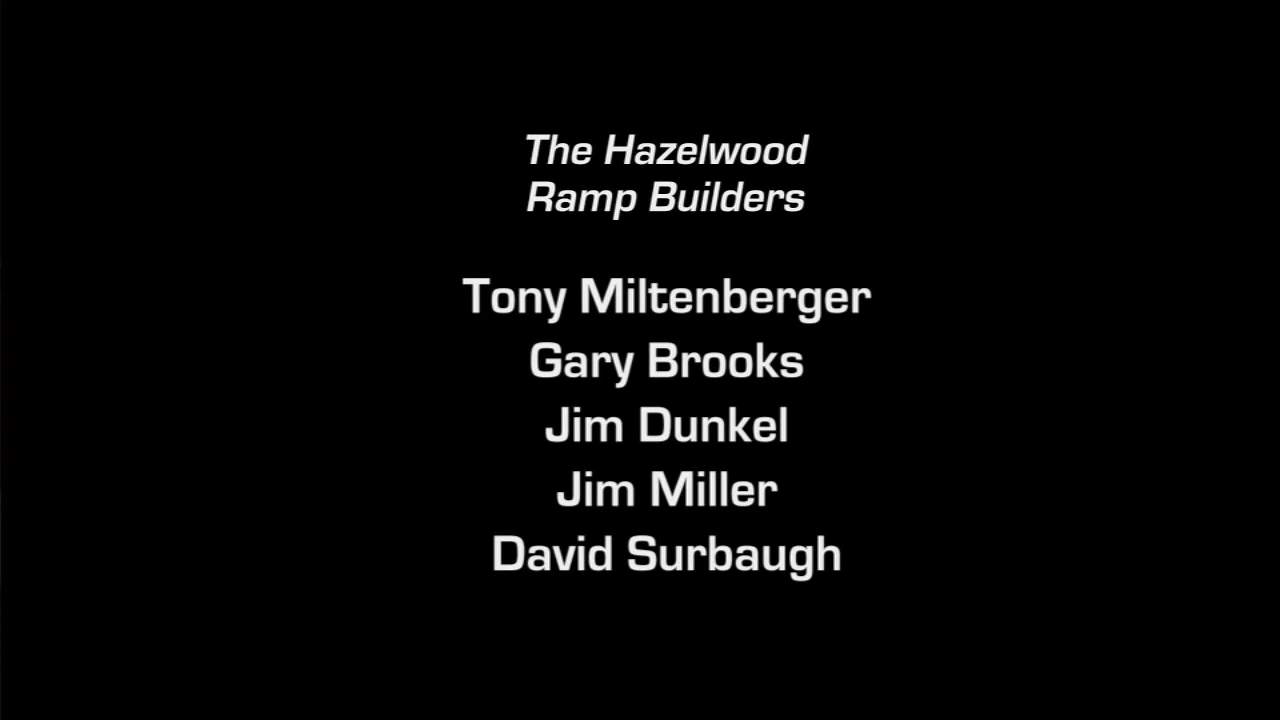 The Hazelwood
Ramp Builders
Tony Miltenberger
Gary Brooks
Jim Dunkel
Jim Miller
David Surbaugh